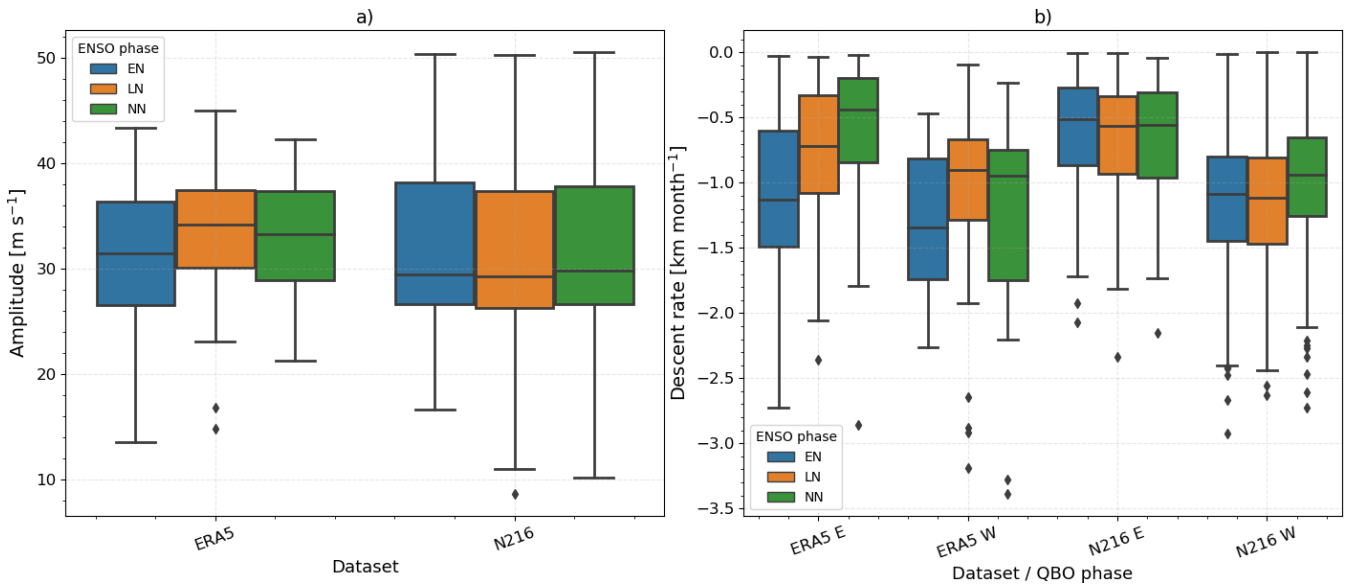 a)
Amplitude [m s⁻¹]
50
40
30
20
10
ENSO phase
EN
LN
NN
ERA5
N216
Dataset
b)
Descent rate [km month⁻¹]
0.0
−0.5
−1.0
−1.5
−2.0
−2.5
−3.0
−3.5
ENSO phase
EN
LN
NN
ERA5 E
ERA5 W
N216 E
N216 W
Dataset / QBO phase